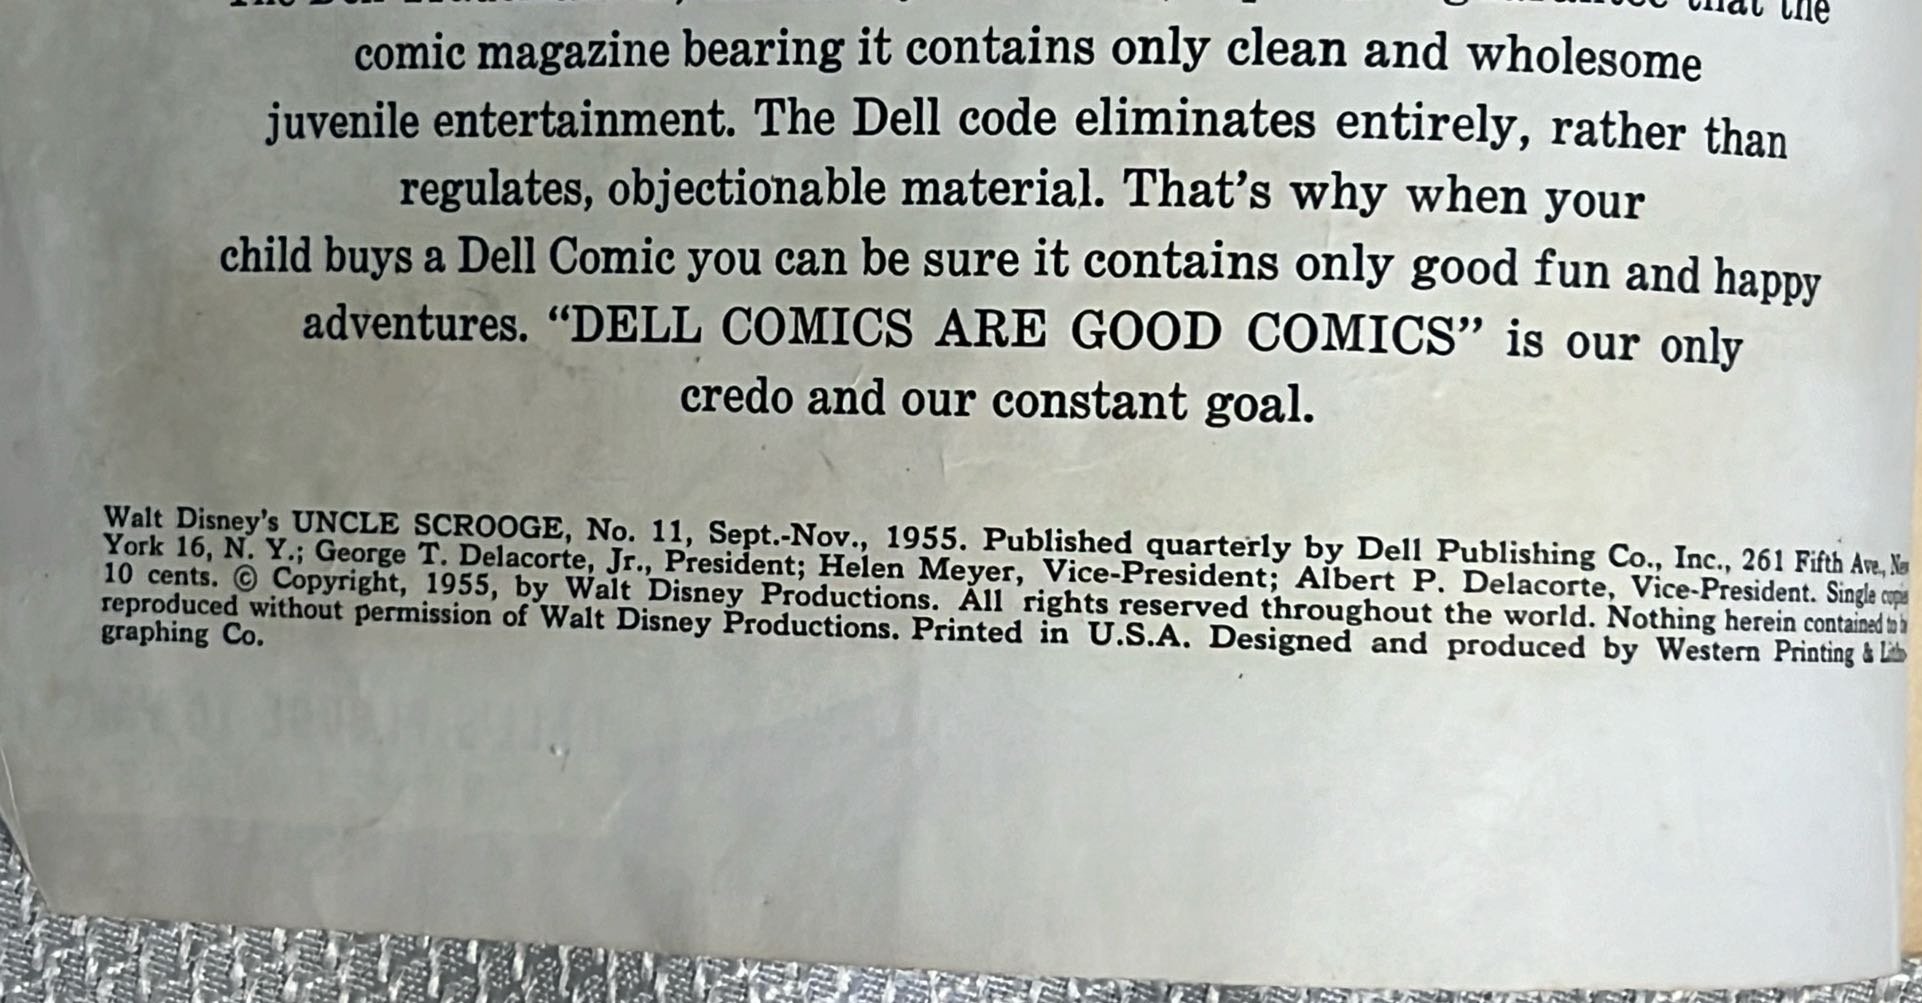 that the
comic magazine bearing it contains only clean and wholesome
juvenile entertainment. The Dell code eliminates entirely, rather than
regulates, objectionable material. That's why when your
child buys a Dell Comic you can be sure it contains only good fun and happy
adventures. “DELL COMICS ARE GOOD COMICS” is our only
credo and our constant goal.
Walt Disney's UNCLE SCROOGE, No. 11, Sept.-Nov., 1955. Published quarterly by Dell Publishing Co., Inc., 261 Fifth Ave., New
York 16, N. Y.; George T. Delacorte, Jr., President; Helen Meyer, Vice-President; Albert P. Delacorte, Vice-President. Single copies
10 cents. © Copyright, 1955, by Walt Disney Productions. All rights reserved throughout the world. Nothing herein contained to
reproduced without permission of Walt Disney Productions. Printed in U.S.A. Designed and produced by Western Printing & Litho
graphing Co.